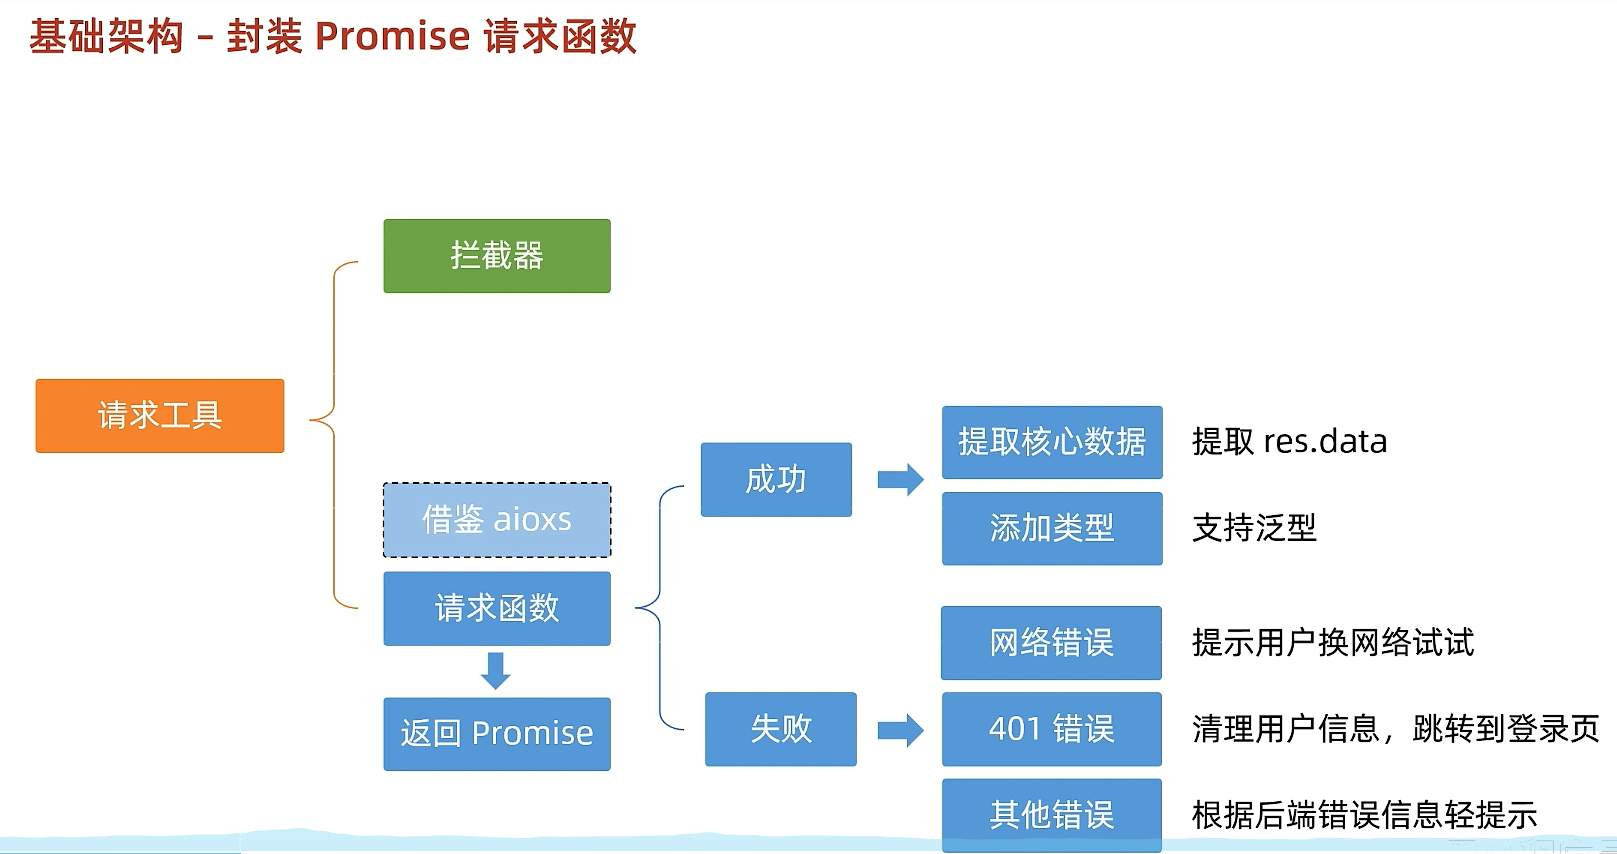 基础架构 – 封装 Promise 请求函数
拦截器
请求工具
借鉴 aioxs
请求函数
返回 Promise
成功
提取核心数据
提取 res.data
添加类型
支持泛型
失败
网络错误
提示用户换网络试试
401 错误
清理用户信息，跳转到登录页
其他错误
根据后端错误信息轻提示